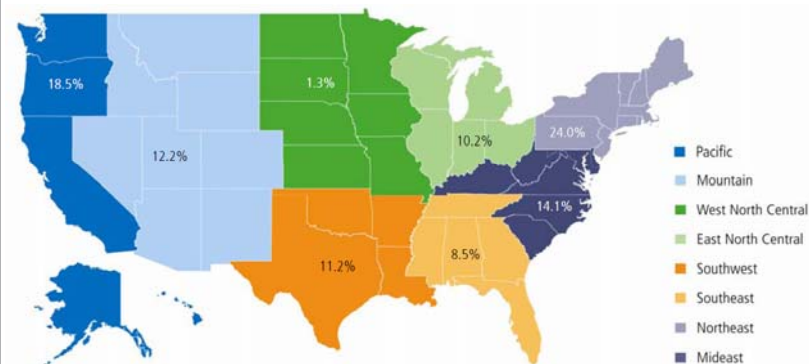 18.5%
1.3%
12.2%
10.2%
24.0%
14.1%
11.2%
8.5%
Pacific
Mountain
West North Central
East North Central
Southwest
Southeast
Northeast
Mideast